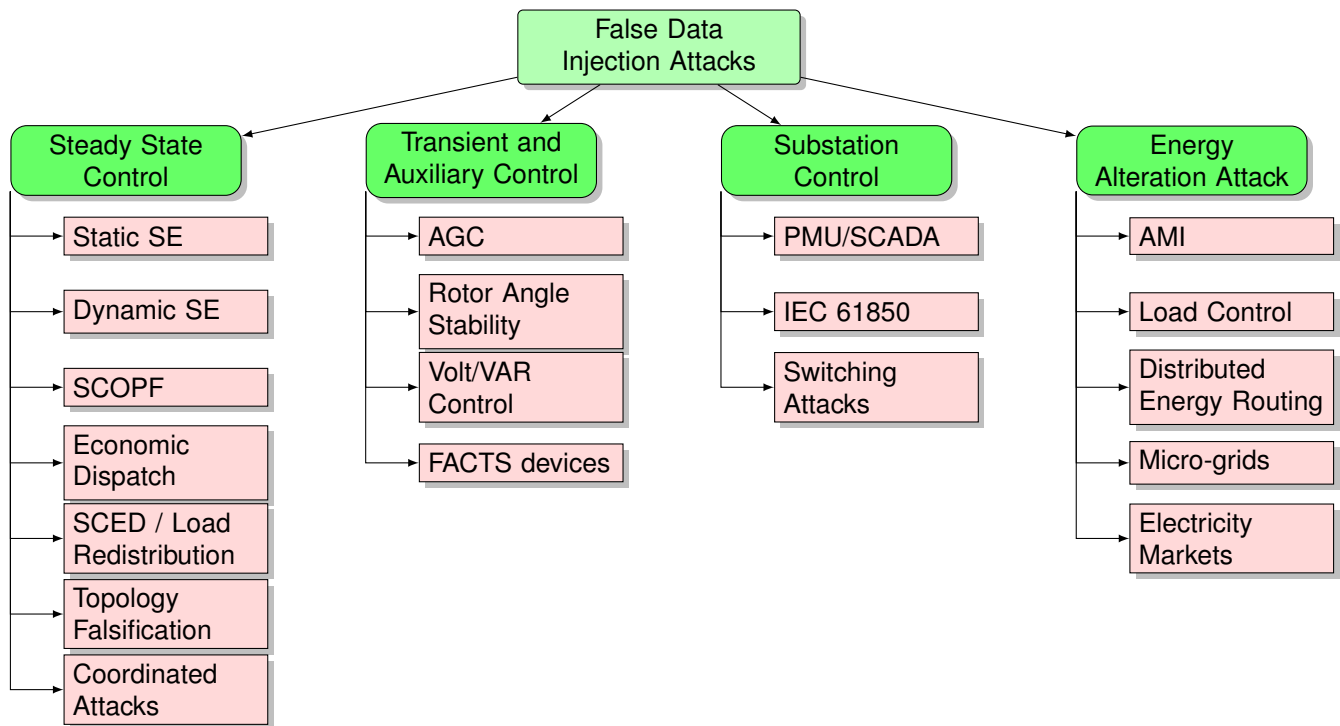 False Data
Injection Attacks
Steady State
Control
Static SE
Dynamic SE
SCOPF
Economic
Dispatch
SCED / Load
Redistribution
Topology
Falsification
Coordinated
Attacks
Transient and
Auxiliary Control
AGC
Rotor Angle
Stability
Volt/VAR
Control
FACTS devices
Substation
Control
PMU/SCADA
IEC 61850
Switching
Attacks
Energy
Alteration Attack
AMI
Load Control
Distributed
Energy Routing
Micro-grids
Electricity
Markets